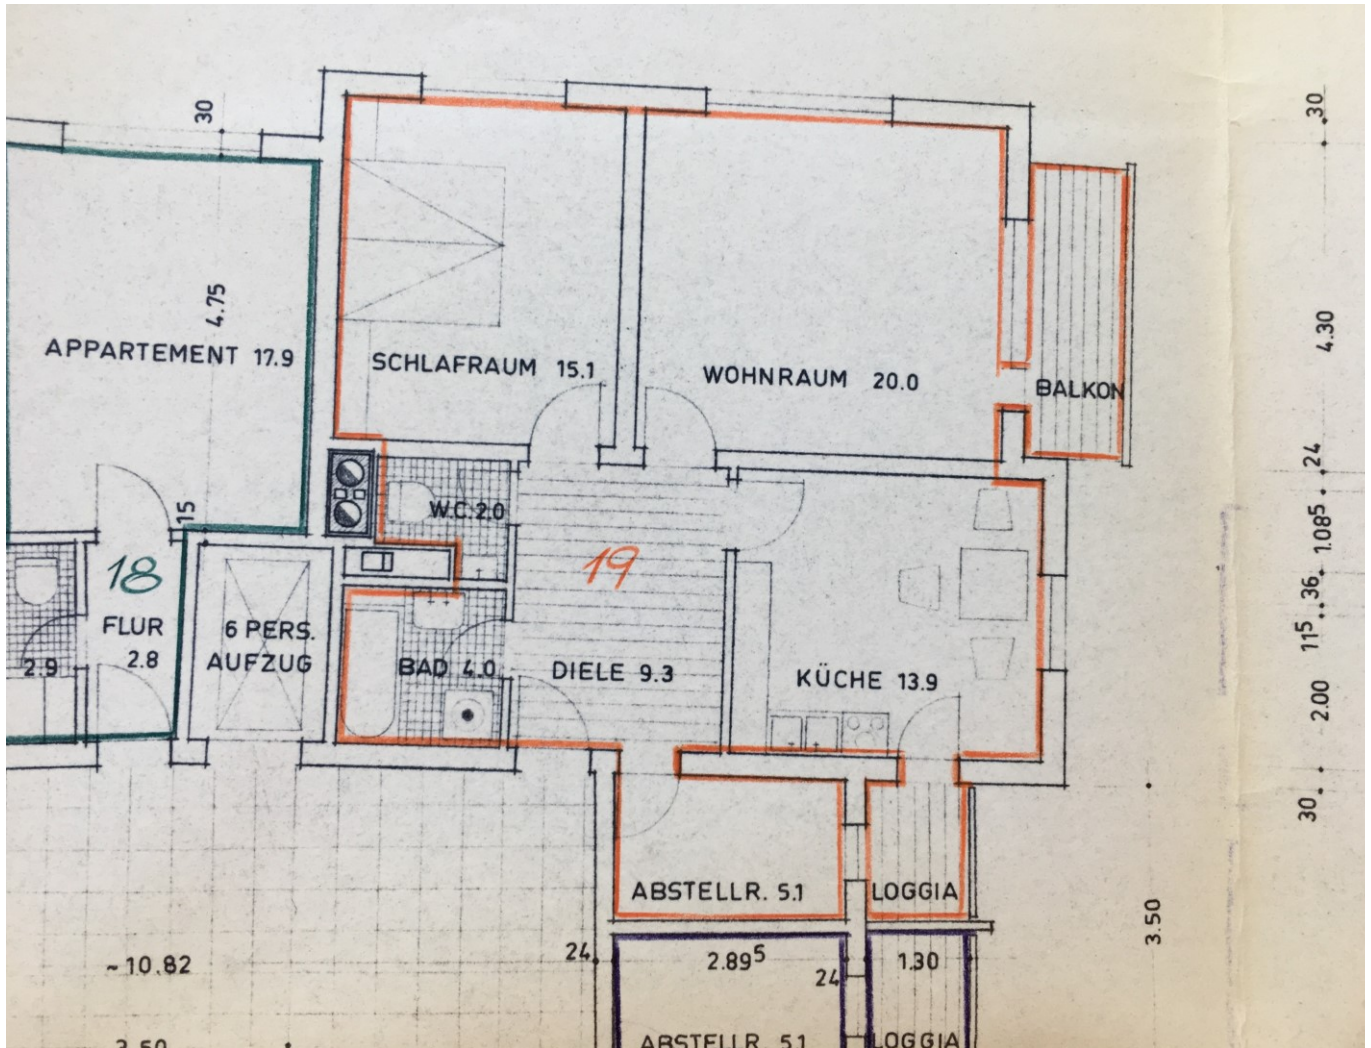 30
30
4.75
4.30
APPARTEMENT 17.9
SCHLAFRAUM 15.1
WOHNRAUM 20.0
BALKON
24
15
W.C. 2.0
1.08⁵
18
19
36
FLUR
2.8
6 PERS.
AUFZUG
115
2.9
BAD 4.0
DIELE 9.3
KÜCHE 13.9
2.00
30
ABSTELLR. 5.1
LOGGIA
3.50
~10.82
24
2.89⁵
24
1.30
3.50
ABSTELLR. 5.1
LOGGIA